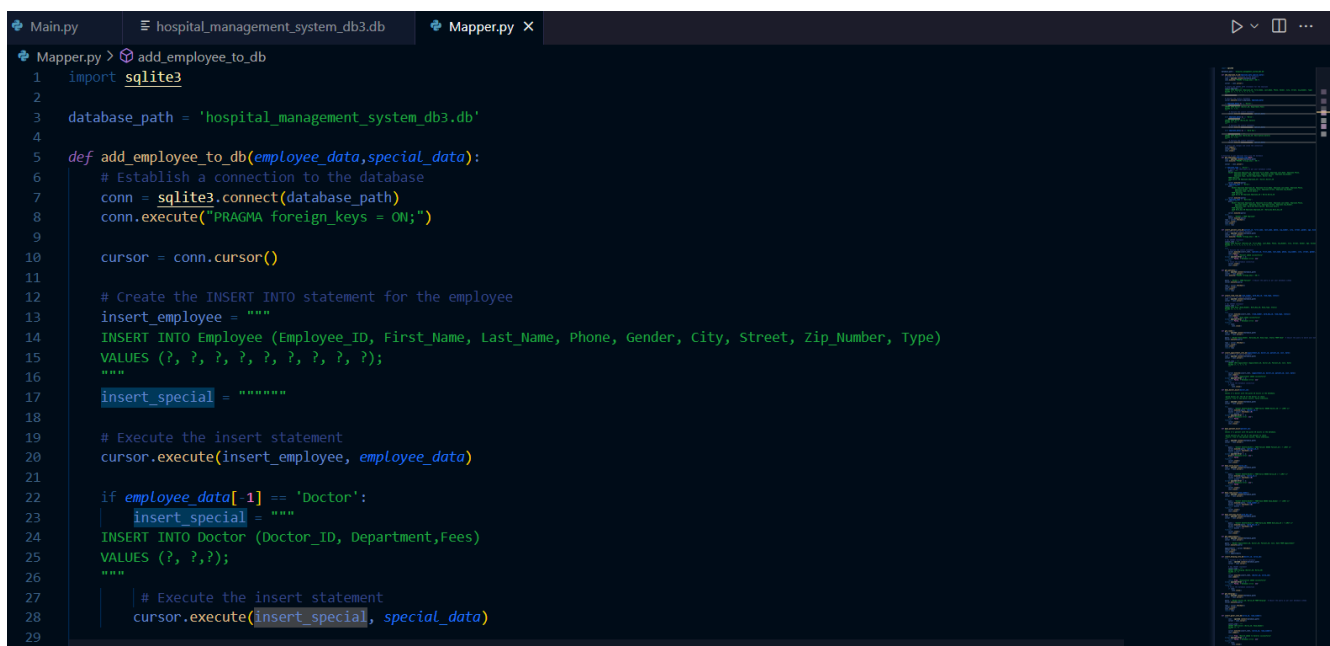 Main.py hospital_management_system_db3.db Mapper.py
Mapper.py > add_employee_to_db
1 import sqlite3
2
3 database_path = 'hospital_management_system_db3.db'
4
5 def add_employee_to_db(employee_data,special_data):
6 # Establish a connection to the database
7 conn = sqlite3.connect(database_path)
8 conn.execute("PRAGMA foreign_keys = ON;")
9
10 cursor = conn.cursor()
11
12 # Create the INSERT INTO statement for the employee
13 insert_employee = """
14 INSERT INTO Employee (Employee_ID, First_Name, Last_Name, Phone, Gender, City, Street, Zip_Number, Type)
15 VALUES (?, ?, ?, ?, ?, ?, ?, ?, ?);
16 """
17 insert_special = """"""
18
19 # Execute the insert statement
20 cursor.execute(insert_employee, employee_data)
21
22 if employee_data[-1] == 'Doctor':
23 insert_special = """
24 INSERT INTO Doctor (Doctor_ID, Department,Fees)
25 VALUES (?, ?,?);
26 """
27 # Execute the insert statement
28 cursor.execute(insert_special, special_data)
29